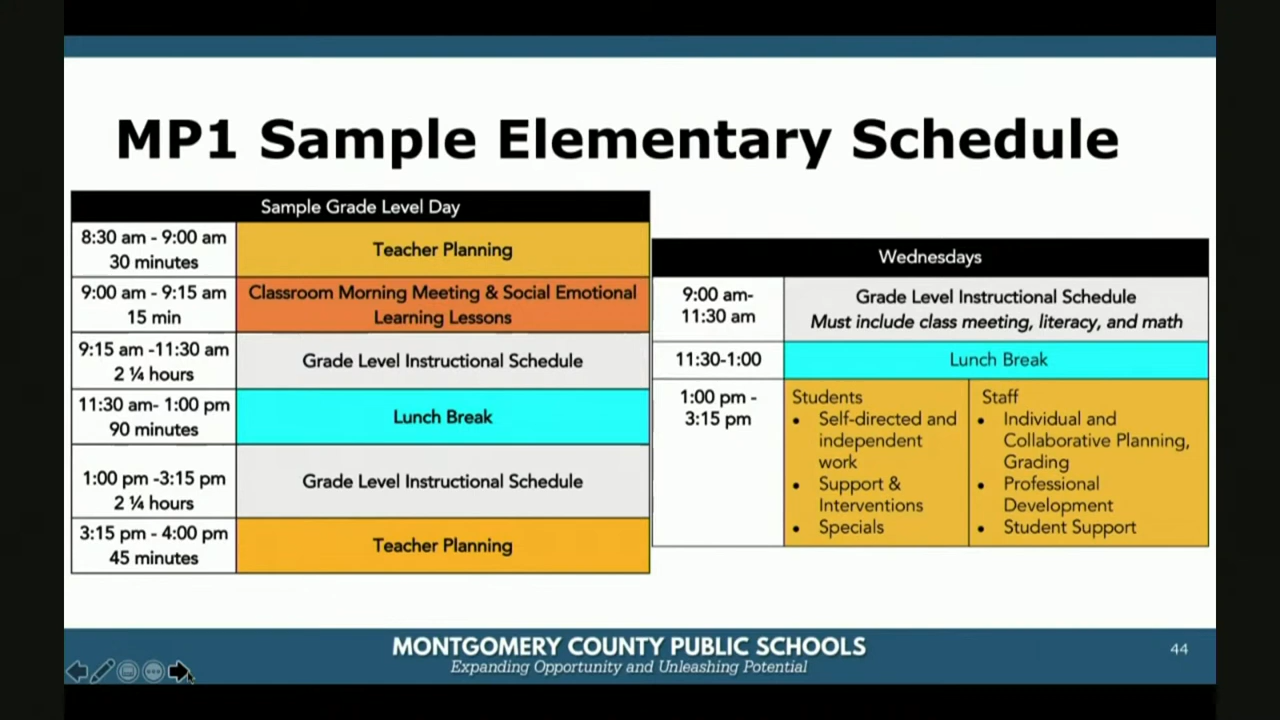 MP1 Sample Elementary Schedule
Sample Grade Level Day
8:30 am - 9:00 am
30 minutes
Teacher Planning
9:00 am - 9:15 am
15 min
Classroom Morning Meeting & Social Emotional
Learning Lessons
9:15 am -11:30 am
2 ¼ hours
Grade Level Instructional Schedule
11:30 am- 1:00 pm
90 minutes
Lunch Break
1:00 pm -3:15 pm
2 ¼ hours
Grade Level Instructional Schedule
3:15 pm - 4:00 pm
45 minutes
Teacher Planning
Wednesdays
9:00 am-
11:30 am
Grade Level Instructional Schedule
Must include class meeting, literacy, and math
11:30-1:00
Lunch Break
1:00 pm -
3:15 pm
Students
• Self-directed and
independent
work
• Support &
Interventions
• Specials
Staff
• Individual and
Collaborative Planning,
Grading
• Professional
Development
• Student Support
MONTGOMERY COUNTY PUBLIC SCHOOLS
Expanding Opportunity and Unleashing Potential
44